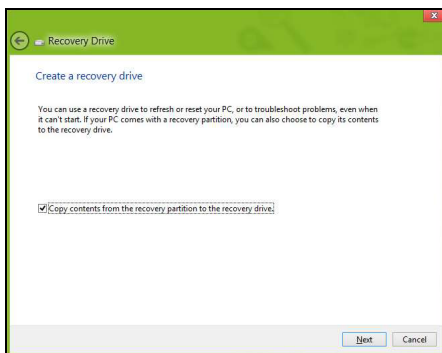 Recovery Drive
Create a recovery drive
You can use a recovery drive to refresh or reset your PC, or to troubleshoot problems, even when
it can't start. If your PC comes with a recovery partition, you can also choose to copy its contents
to the recovery drive.
Copy contents from the recovery partition to the recovery drive.
Next Cancel